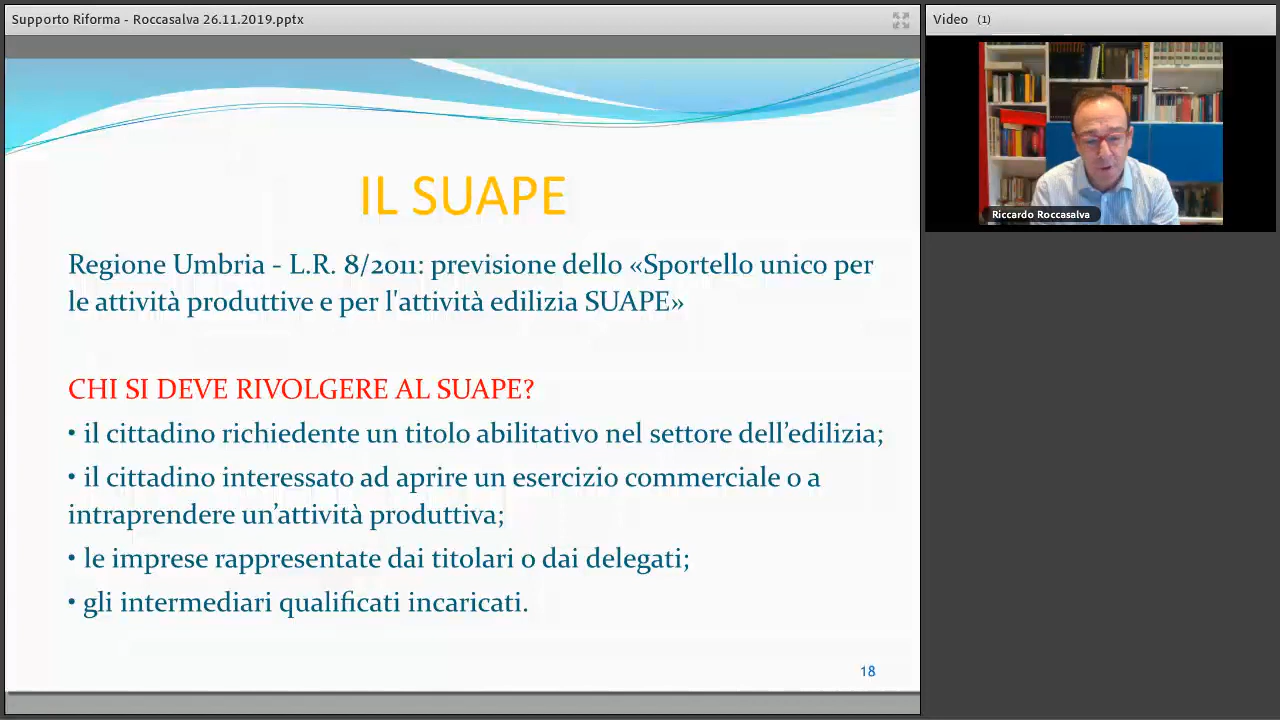 Supporto Riforma - Roccasalva 26.11.2019.pptx
Video (1)
Riccardo Roccasalva
IL SUAPE
Regione Umbria - L.R. 8/2011: previsione dello «Sportello unico per
le attività produttive e per l'attività edilizia SUAPE»
CHI SI DEVE RIVOLGERE AL SUAPE?
• il cittadino richiedente un titolo abilitativo nel settore dell’edilizia;
• il cittadino interessato ad aprire un esercizio commerciale o a
intraprendere un’attività produttiva;
• le imprese rappresentate dai titolari o dai delegati;
• gli intermediari qualificati incaricati.
18